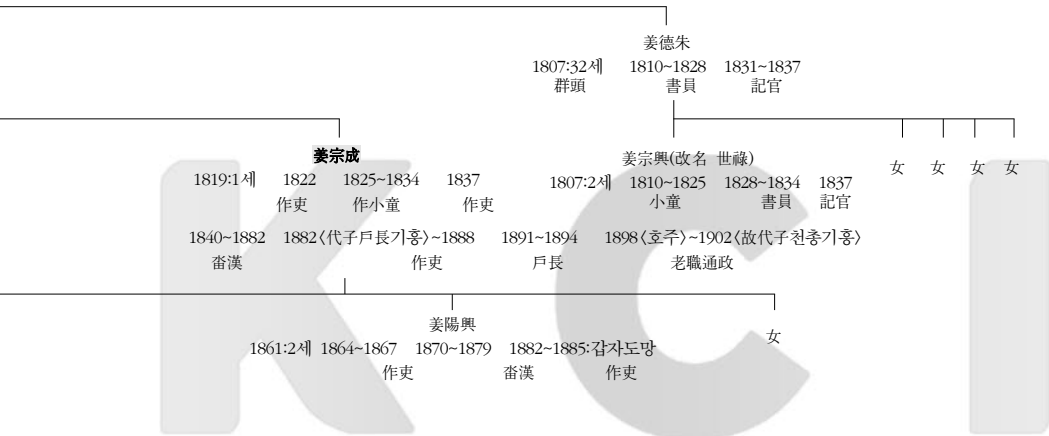 姜德朱
1807:32세 1810~1828 1831~1837
群頭 書員 記官
姜宗成
1819:1세 1822 1825~1834 1837
作吏 作小童 作吏
1840~1882 1882〈代子戶長기홍〉~1888 1891~1894 1898〈호주〉~1902〈故代子천총기홍〉
畓漢 作吏 戶長 老職通政
姜宗興(改名 世祿)
1807:2세 1810~1825 1828~1834 1837
小童 書員 記官
女 女 女 女
姜陽興
1861:2세 1864~1867 1870~1879 1882~1885:갑자도망
作吏 畓漢 作吏
女
KCI